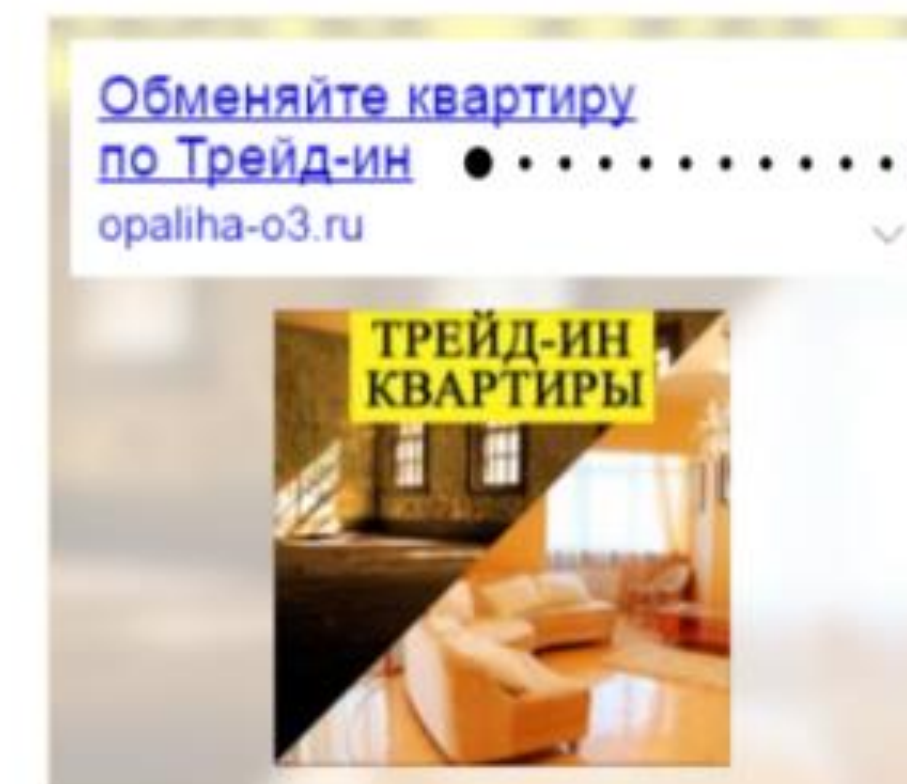 Обменяйте квартиру
по Трейд-ин
opaliha-o3.ru
ТРЕЙД-ИН
КВАРТИРЫ